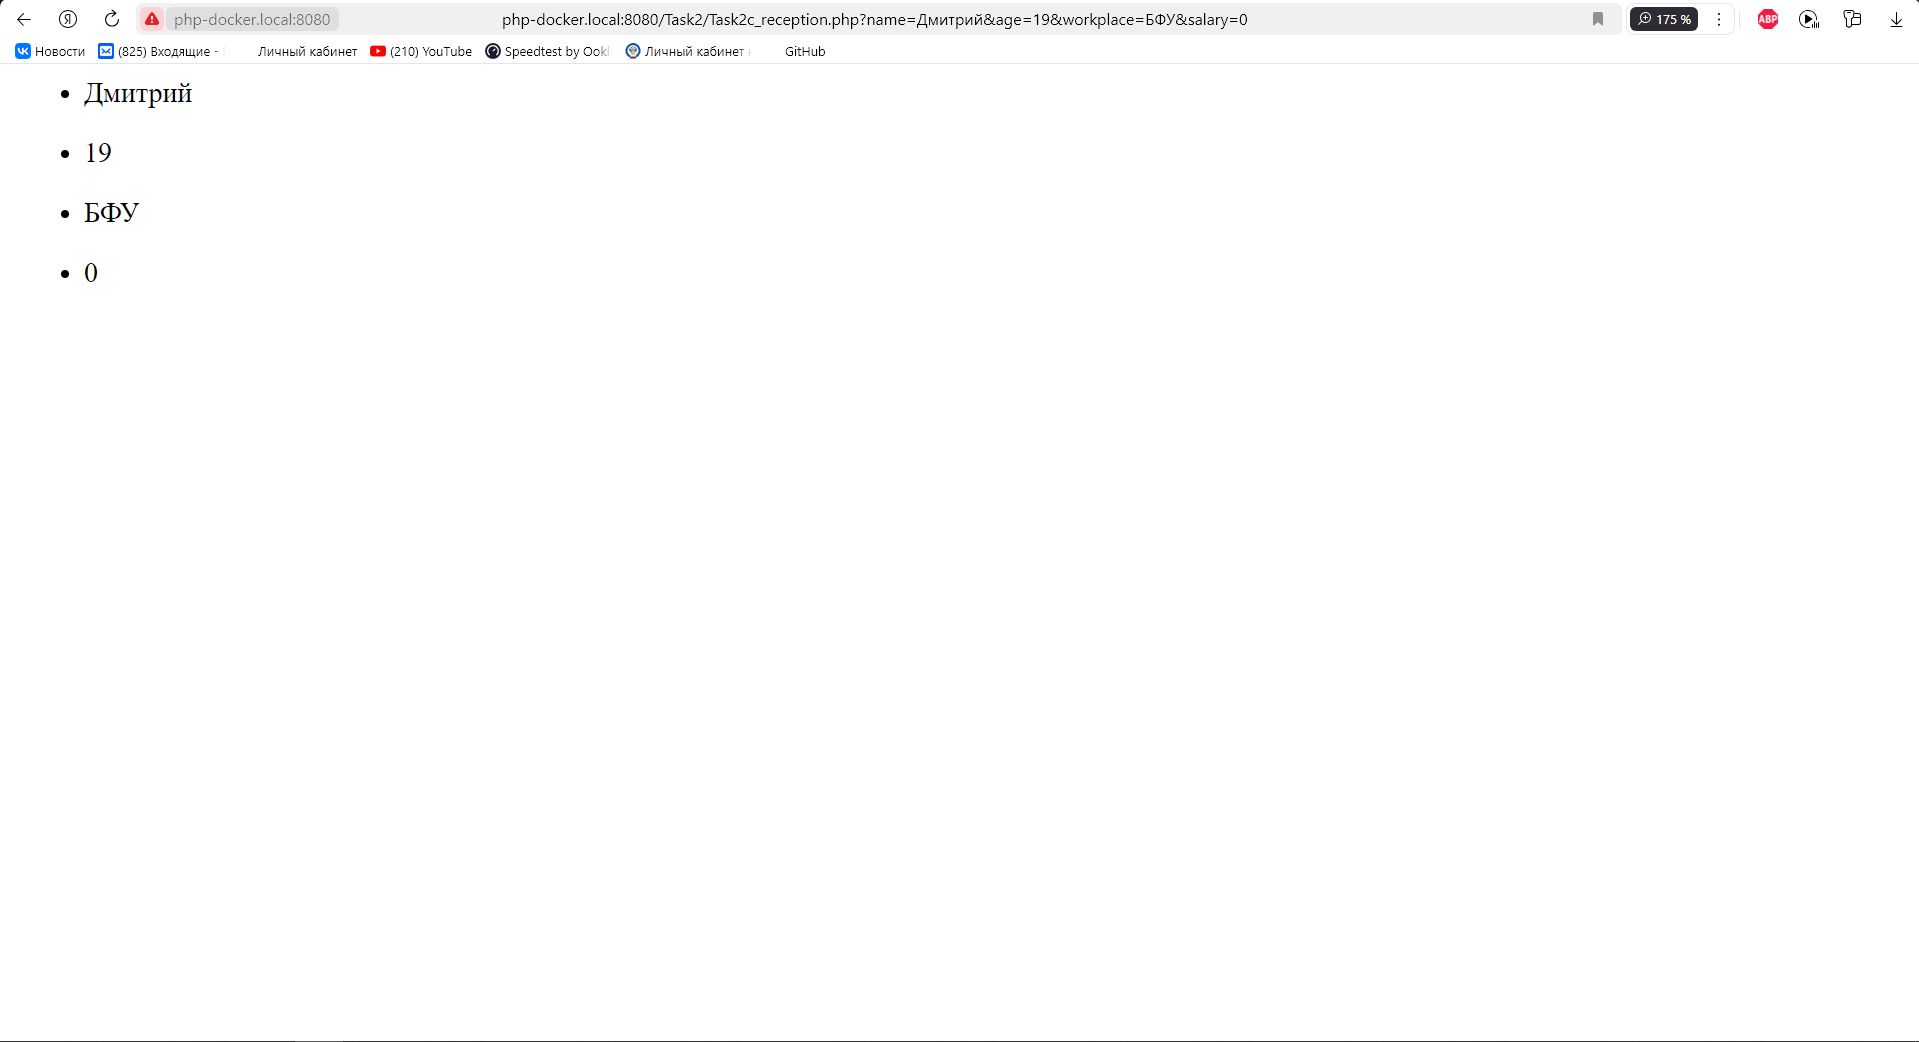 php-docker.local:8080 php-docker.local:8080/Task2/Task2c_reception.php?name=Дмитрий&age=19&workplace=БФУ&salary=0 175 % ABP
Новости (825) Входящие - Личный кабинет (210) YouTube Speedtest by Ookl Личный кабинет GitHub
• Дмитрий
• 19
• БФУ
• 0